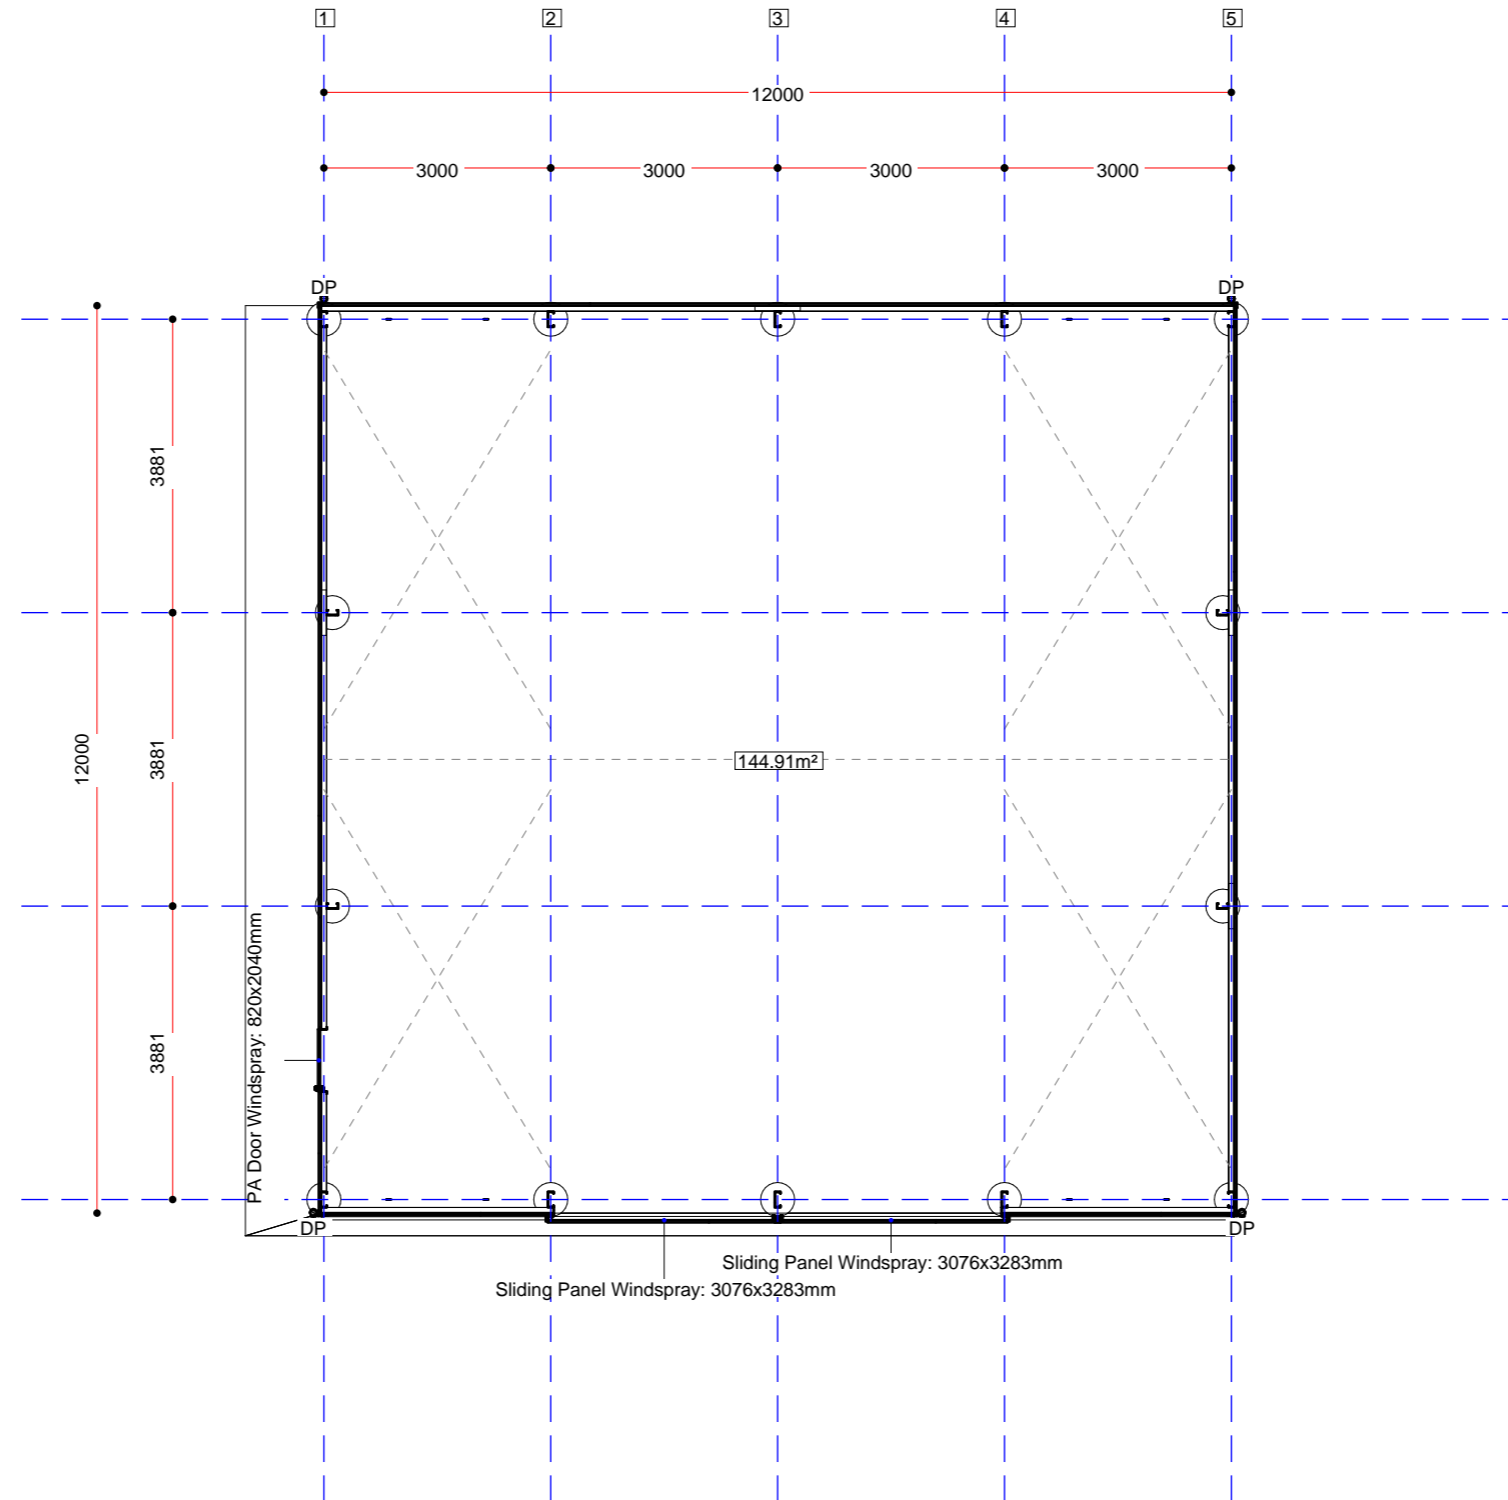 1
2
3
4
5
12000
3000
3000
3000
3000
DP
DP
3881
12000
3881
144.91m²
PA Door Windspray: 820x2040mm
3881
DP
DP
Sliding Panel Windspray: 3076x3283mm
Sliding Panel Windspray: 3076x3283mm